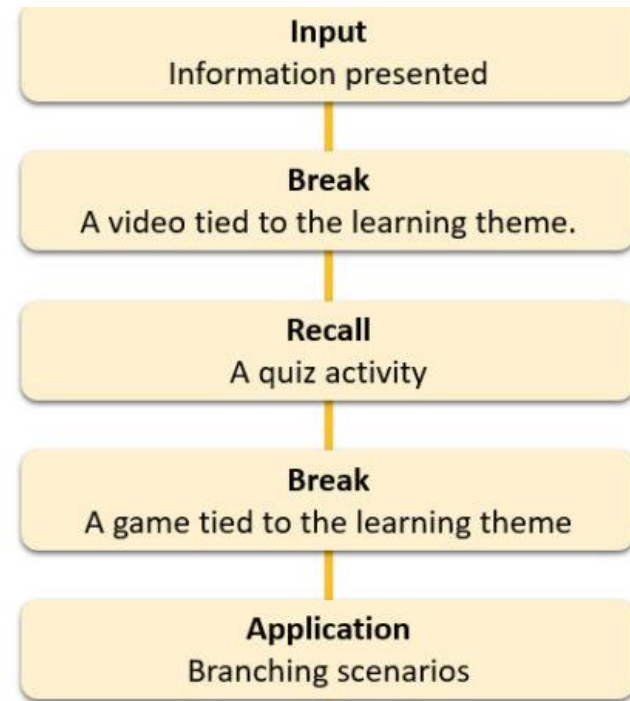 Input
Information presented
Break
A video tied to the learning theme.
Recall
A quiz activity
Break
A game tied to the learning theme
Application
Branching scenarios